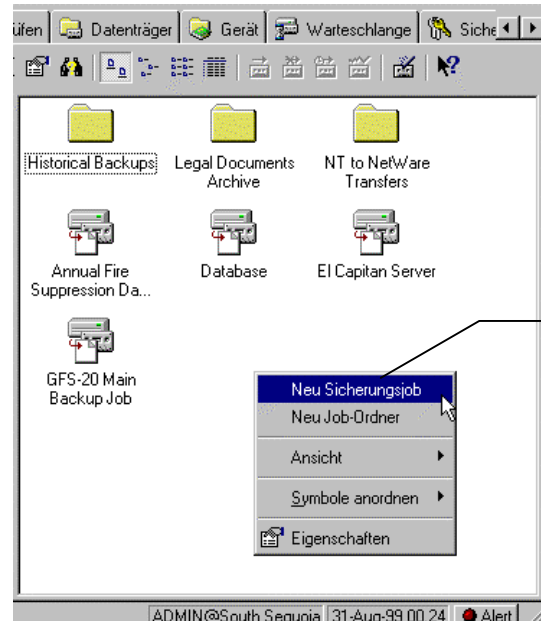 üfen Datenträger Gerät Warteschlange Siche
Historical Backups
Legal Documents
Archive
NT to NetWare
Transfers
Annual Fire
Suppression Da...
Database
El Capitan Server
GFS-20 Main
Backup Job
Neu Sicherungsjob
Neu Job-Ordner
Ansicht
Symbole anordnen
Eigenschaften
ADMIN@South Sequoia 31-Aug-99 00.24 Alert